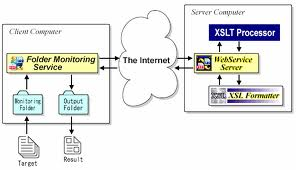 Client Computer
Folder Monitoring
Service
Monitoring
Folder
Output
Folder
Target
Result
The Internet
Server Computer
XSLT Processor
WebService
Server
XSL Formatter